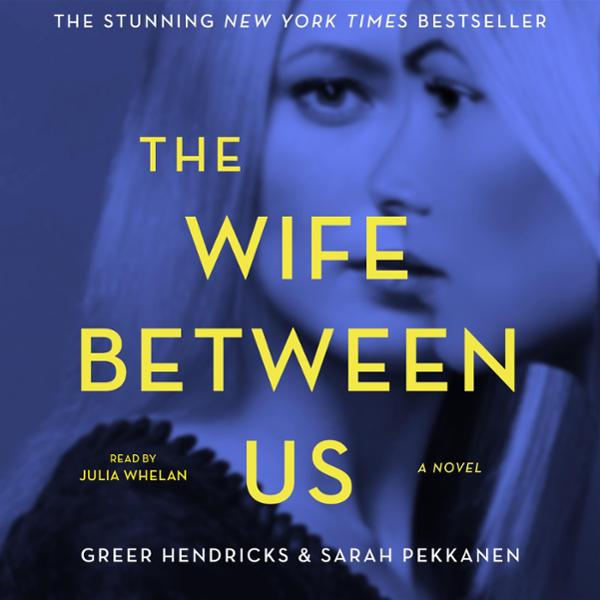 THE STUNNING NEW YORK TIMES BESTSELLER
THE
WIFE
BETWEEN
US
READ BY
JULIA WHELAN
A NOVEL
GREER HENDRICKS & SARAH PEKKANEN